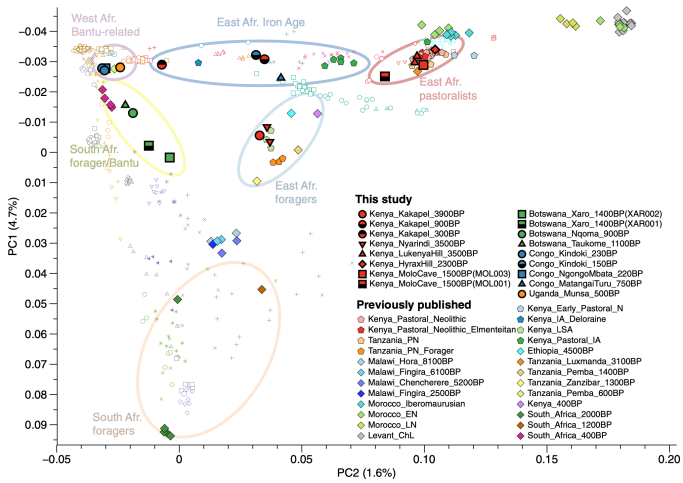 West Afr.
Bantu-related
East Afr. Iron Age
East Afr.
pastoralists
South Afr.
forager/Bantu
East Afr.
foragers
South Afr.
foragers
−0.04
−0.03
−0.02
−0.01
0
0.01
0.02
0.03
0.04
0.05
0.06
0.07
0.08
0.09
PC1 (4.7%)
−0.05
0
0.05
0.10
0.15
0.20
PC2 (1.6%)
This study
Kenya_Kakapel_3900BP
Kenya_Kakapel_900BP
Kenya_Kakapel_300BP
Kenya_Nyarindi_3500BP
Kenya_LukenyaHill_3500BP
Kenya_HyraxHill_2300BP
Kenya_MoloCave_1500BP(MOL003)
Kenya_MoloCave_1500BP(MOL001)
Botswana_Xaro_1400BP(XAR002)
Botswana_Xaro_1400BP(XAR001)
Botswana_Nqoma_900BP
Botswana_Taukome_1100BP
Congo_Kindoki_230BP
Congo_Kindoki_150BP
Congo_NgongoMbata_220BP
Congo_MatangaiTuru_750BP
Uganda_Munsa_500BP
Previously published
Kenya_Pastoral_Neolithic
Kenya_Pastoral_Neolithic_Elmenteitan
Tanzania_PN
Tanzania_PN_Forager
Malawi_Hora_8100BP
Malawi_Fingira_6100BP
Malawi_Chencherere_5200BP
Malawi_Fingira_2500BP
Morocco_Iberomaurusian
Morocco_EN
Morocco_LN
Levant_ChL
Kenya_Early_Pastoral_N
Kenya_IA_Deloraine
Kenya_LSA
Kenya_Pastoral_IA
Ethiopia_4500BP
Tanzania_Luxmanda_3100BP
Tanzania_Pemba_1400BP
Tanzania_Zanzibar_1300BP
Tanzania_Pemba_600BP
Kenya_400BP
South_Africa_2000BP
South_Africa_1200BP
South_Africa_400BP